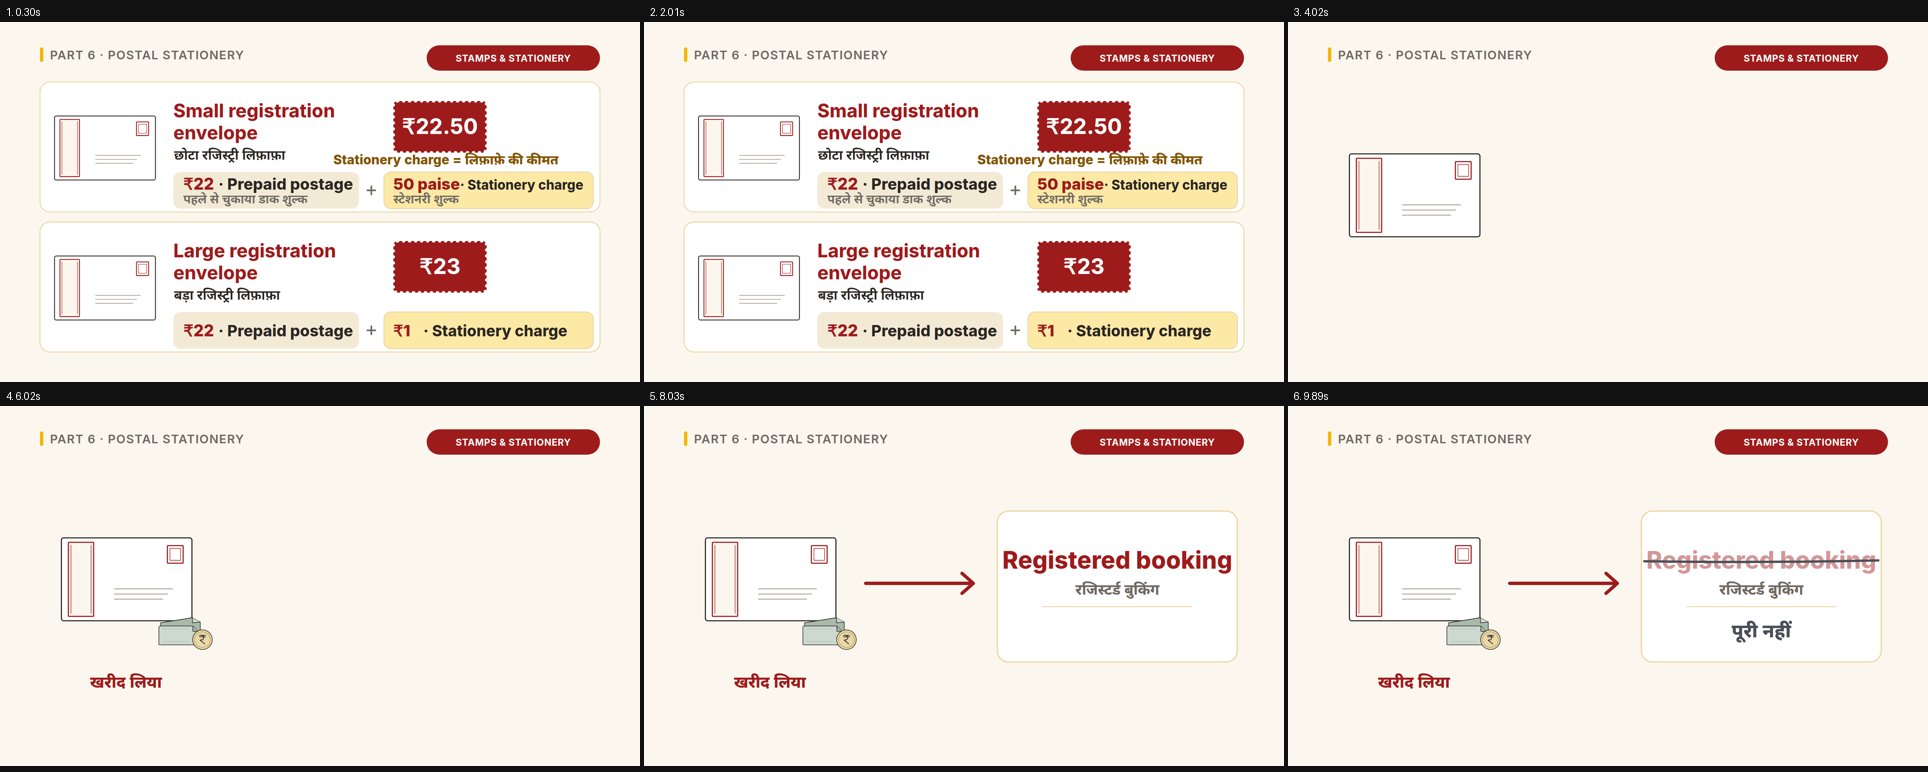 1. 0.30s
PART 6 · POSTAL STATIONERY
STAMPS & STATIONERY
Small registration
envelope
छोटा रजिस्ट्री लिफ़ाफ़ा
₹22.50
Stationery charge = लिफ़ाफ़े की कीमत
₹22 · Prepaid postage
पहले से चुकाया डाक शुल्क
+
50 paise· Stationery charge
स्टेशनरी शुल्क
Large registration
envelope
बड़ा रजिस्ट्री लिफ़ाफ़ा
₹23
₹22 · Prepaid postage
+
₹1 · Stationery charge
2. 2.01s
PART 6 · POSTAL STATIONERY
STAMPS & STATIONERY
Small registration
envelope
छोटा रजिस्ट्री लिफ़ाफ़ा
₹22.50
Stationery charge = लिफ़ाफ़े की कीमत
₹22 · Prepaid postage
पहले से चुकाया डाक शुल्क
+
50 paise· Stationery charge
स्टेशनरी शुल्क
Large registration
envelope
बड़ा रजिस्ट्री लिफ़ाफ़ा
₹23
₹22 · Prepaid postage
+
₹1 · Stationery charge
3. 4.02s
PART 6 · POSTAL STATIONERY
STAMPS & STATIONERY
4. 6.02s
PART 6 · POSTAL STATIONERY
STAMPS & STATIONERY
₹
खरीद लिया
5. 8.03s
PART 6 · POSTAL STATIONERY
STAMPS & STATIONERY
₹
खरीद लिया
Registered booking
रजिस्टर्ड बुकिंग
6. 9.89s
PART 6 · POSTAL STATIONERY
STAMPS & STATIONERY
₹
खरीद लिया
Registered booking
रजिस्टर्ड बुकिंग
पूरी नहीं